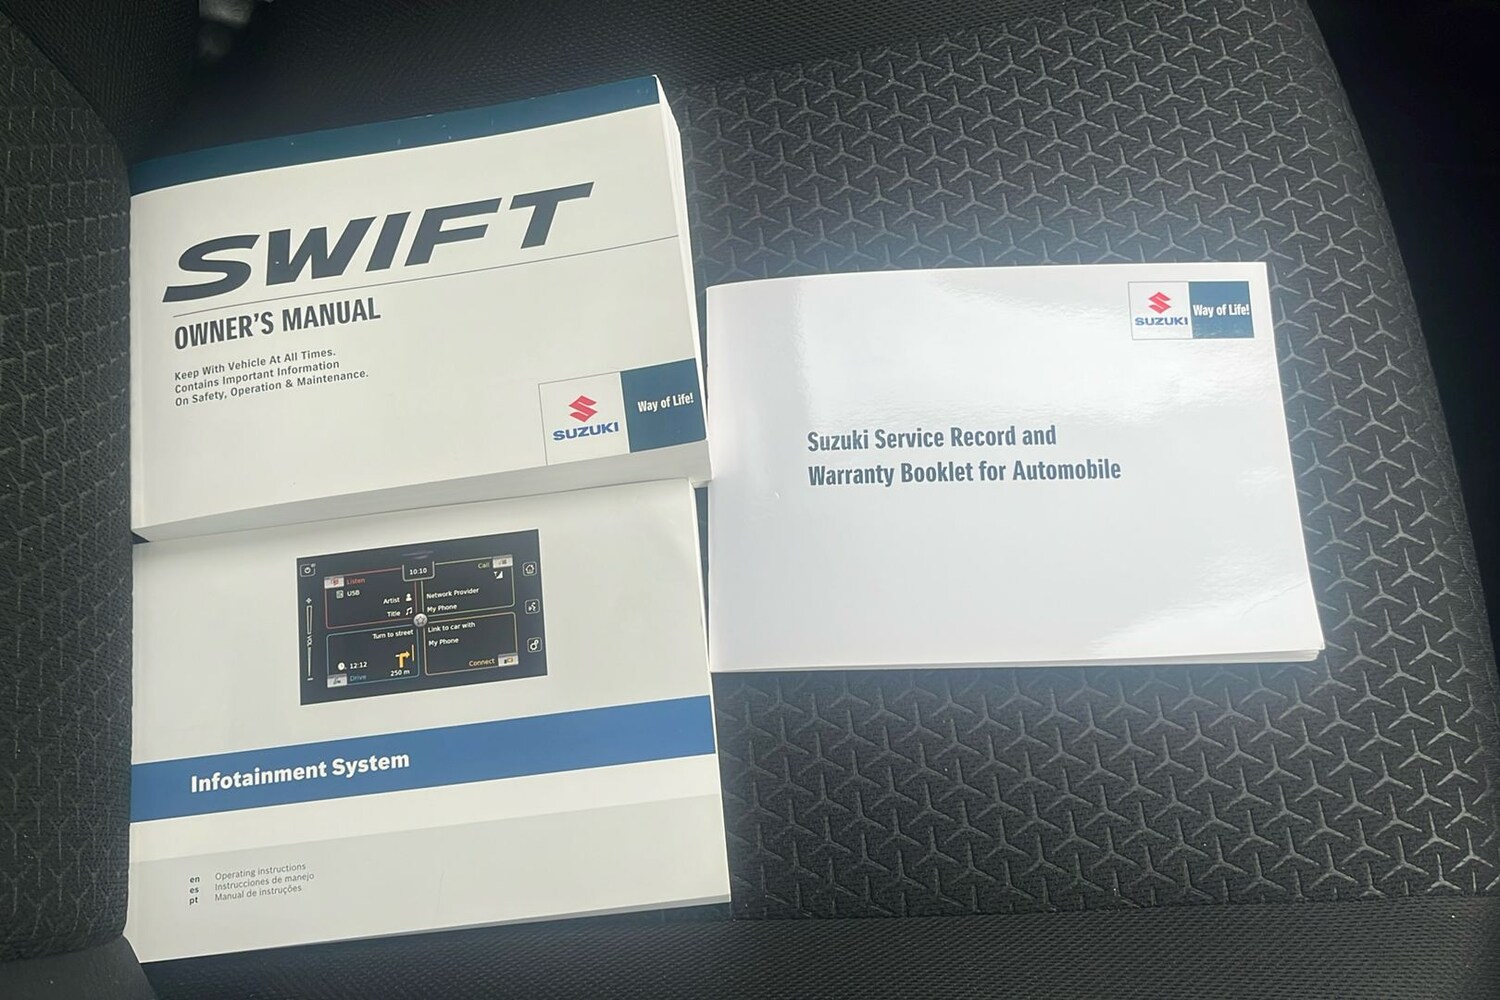 SWIFT
OWNER'S MANUAL
Keep With Vehicle At All Times.
Contains Important Information
On Safety, Operation & Maintenance.
SUZUKI
Way of Life!
SUZUKI
Way of Life!
Suzuki Service Record and
Warranty Booklet for Automobile
Listen
10:10
Call
USB
Artist
Title
Network Provider
My Phone
Turn to street
Link to car with
My Phone
VOL
12:12
250 m
Drive
Connect
Infotainment System
en Operating instructions
es Instrucciones de manejo
pt Manual de instruções